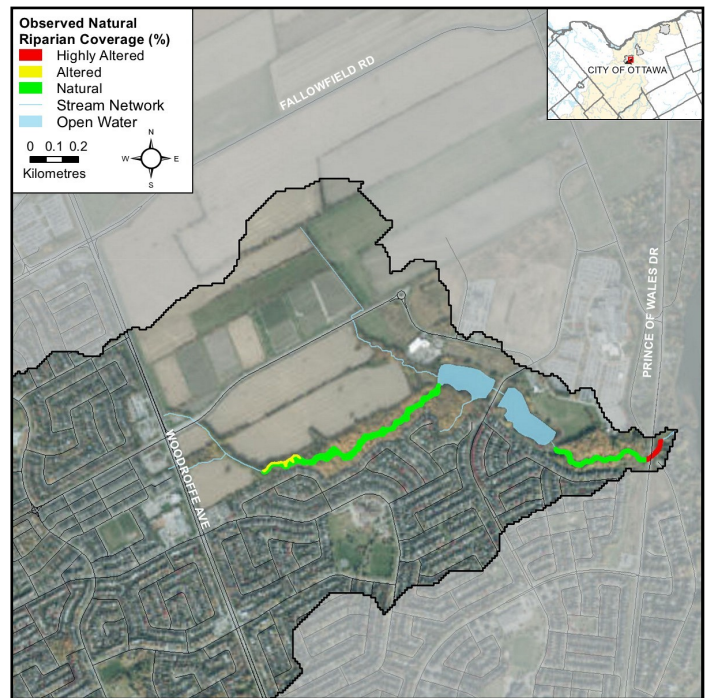 Observed Natural
Riparian Coverage (%)
Highly Altered
Altered
Natural
Stream Network
Open Water
N
W E
S
0 0.1 0.2
Kilometres
CITY OF OTTAWA
FALLOWFIELD RD
PRINCE OF WALES DR
WOODROFFE AVE